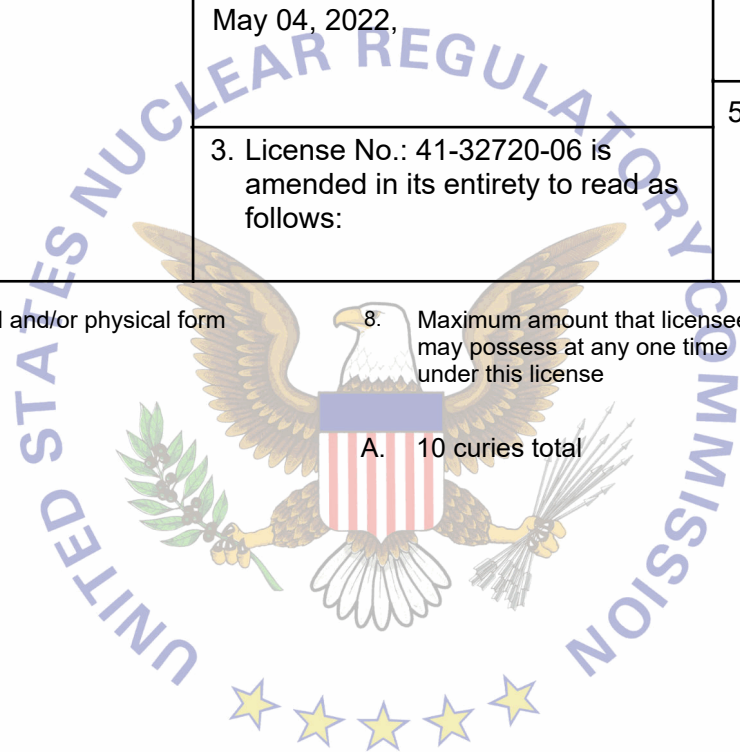 May 04, 2022,
5
3. License No.: 41-32720-06 is
amended in its entirety to read as
follows:
and/or physical form
8. Maximum amount that licensee
may possess at any one time
under this license
A. 10 curies total
UNITED STATES NUCLEAR REGULATORY COMMISSION